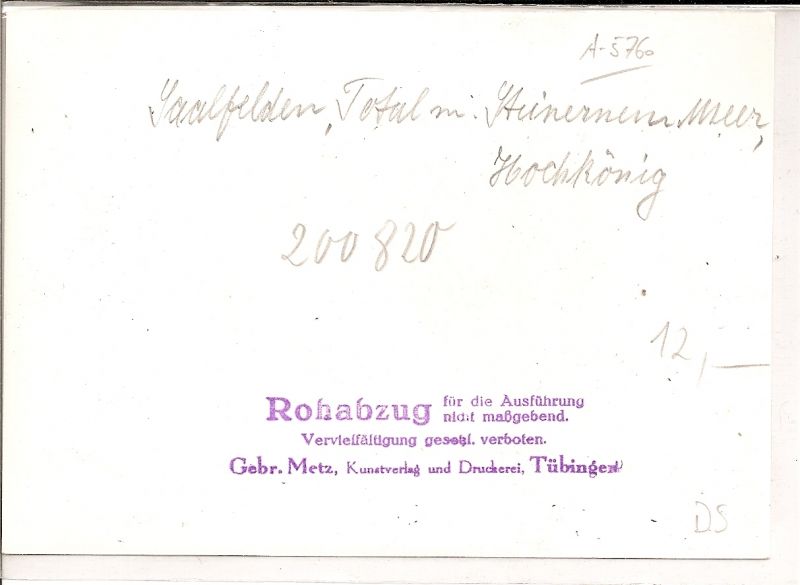 A-5760
Saalfelden, Total m. Steinernem Meer,
Hochkönig
200820
12,—
Rohabzug für die Ausführung
nicht maßgebend.
Vervielfältigung gesetzl. verboten.
Gebr. Metz, Kunstverlag und Druckerei, Tübingen
DS